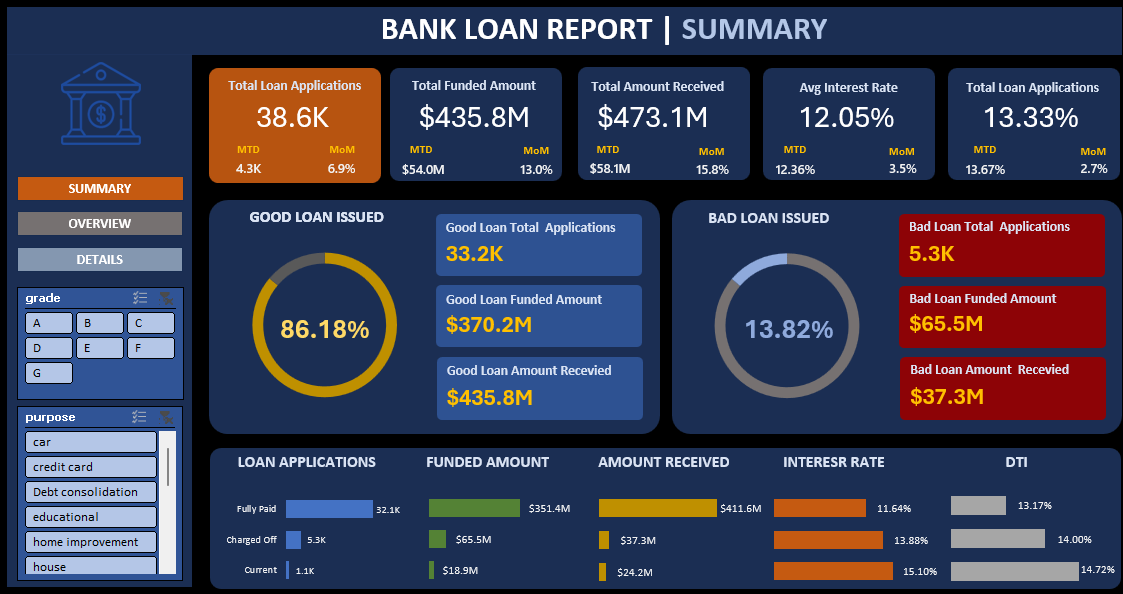 BANK LOAN REPORT | SUMMARY
$
SUMMARY
OVERVIEW
DETAILS
grade
A B C
D E F
G
purpose
car
credit card
Debt consolidation
educational
home improvement
house
Total Loan Applications
38.6K
MTD MoM
4.3K 6.9%
Total Funded Amount
$435.8M
MTD MoM
$54.0M 13.0%
Total Amount Received
$473.1M
MTD MoM
$58.1M 15.8%
Avg Interest Rate
12.05%
MTD MoM
12.36% 3.5%
Total Loan Applications
13.33%
MTD MoM
13.67% 2.7%
GOOD LOAN ISSUED
86.18%
Good Loan Total Applications
33.2K
Good Loan Funded Amount
$370.2M
Good Loan Amount Recevied
$435.8M
BAD LOAN ISSUED
13.82%
Bad Loan Total Applications
5.3K
Bad Loan Funded Amount
$65.5M
Bad Loan Amount Recevied
$37.3M
LOAN APPLICATIONS FUNDED AMOUNT AMOUNT RECEIVED INTERESR RATE DTI
Fully Paid 32.1K $351.4M $411.6M 11.64% 13.17%
Charged Off 5.3K $65.5M $37.3M 13.88% 14.00%
Current 1.1K $18.9M $24.2M 15.10% 14.72%